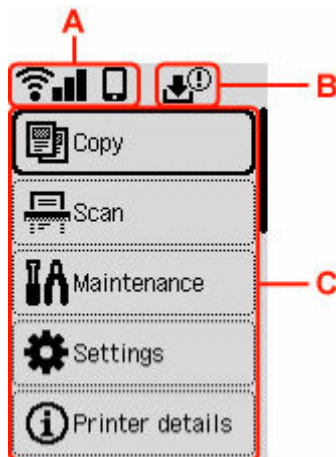 A
B
Copy
Scan
Maintenance
C
Settings
Printer details